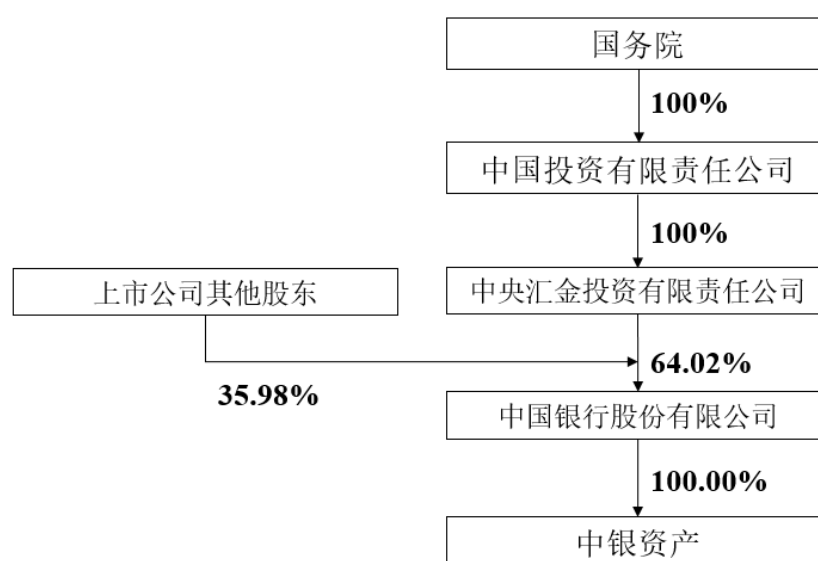 国务院
100%
中国投资有限责任公司
100%
上市公司其他股东
中央汇金投资有限责任公司
64.02%
35.98%
中国银行股份有限公司
100.00%
中银资产